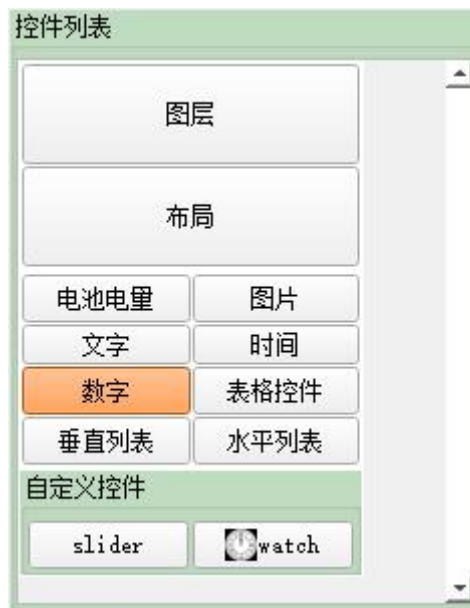 控件列表
图层
布局
电池电量 图片
文字 时间
数字 表格控件
垂直列表 水平列表
自定义控件
slider watch